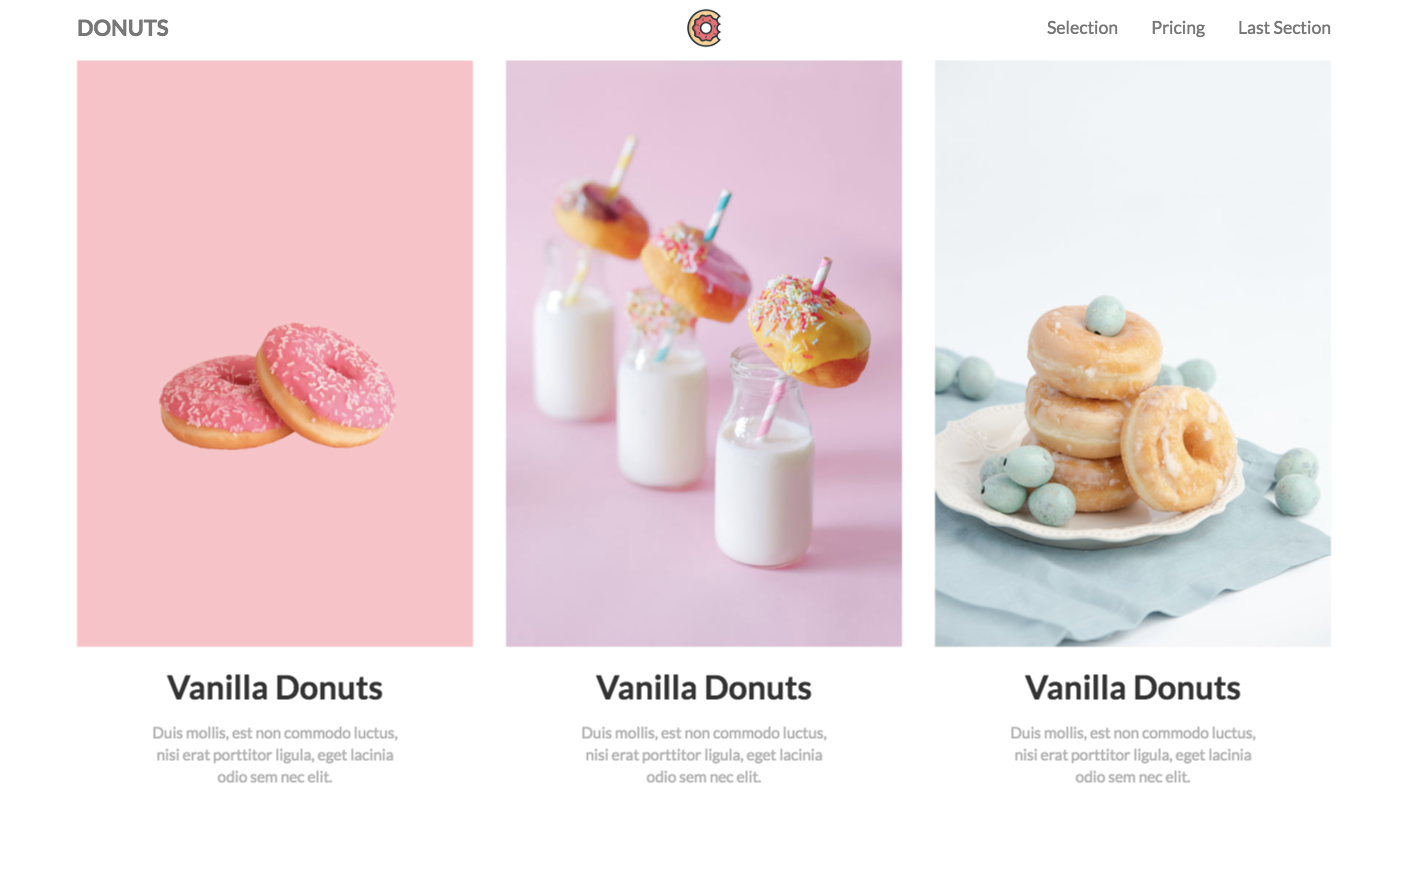 DONUTS
Selection
Pricing
Last Section
Vanilla Donuts
Duis mollis, est non commodo luctus,
nisi erat porttitor ligula, eget lacinia
odio sem nec elit.
Vanilla Donuts
Duis mollis, est non commodo luctus,
nisi erat porttitor ligula, eget lacinia
odio sem nec elit.
Vanilla Donuts
Duis mollis, est non commodo luctus,
nisi erat porttitor ligula, eget lacinia
odio sem nec elit.